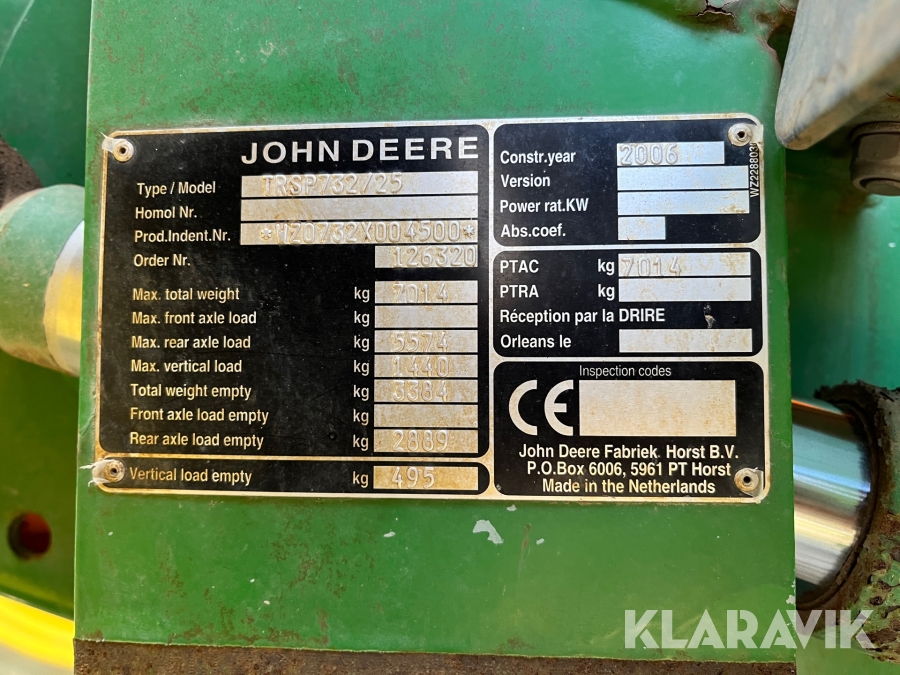 JOHN DEERE
Type / Model TRSP732/25
Homol Nr.
Prod.Indent.Nr. *WZ0732X004500*
Order Nr. 126320
Max. total weight kg 7014
Max. front axle load kg
Max. rear axle load kg 5574
Max. vertical load kg 1440
Total weight empty kg 3384
Front axle load empty kg
Rear axle load empty kg 2889
Vertical load empty kg 495
Constr.year 2006
Version
Power rat.KW
Abs.coef.
PTAC kg 7014
PTRA kg
Réception par la DRIRE
Orleans le
Inspection codes
CE
John Deere Fabriek Horst B.V.
P.O.Box 6006, 5961 PT Horst
Made in the Netherlands
KLARAVIK